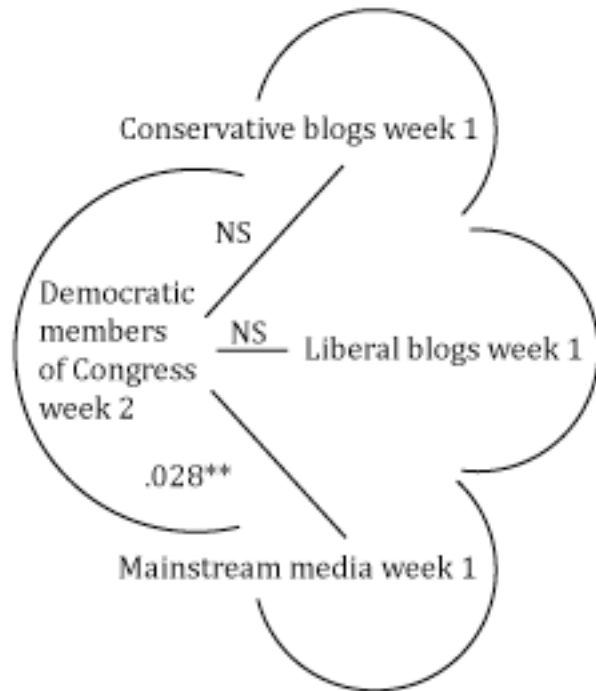 Conservative blogs week 1
NS
Democratic
members
of Congress
week 2
NS
Liberal blogs week 1
.028**
Mainstream media week 1